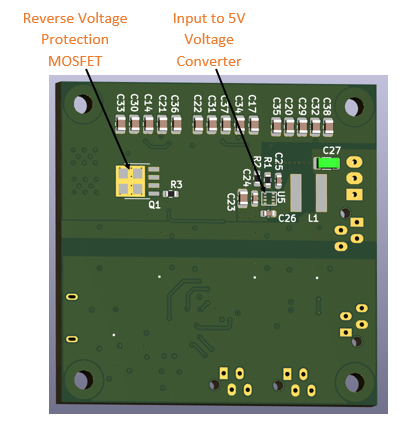 Reverse Voltage
Protection
MOSFET
Input to 5V
Voltage
Converter
C33 C30 C14 C21 C36 C22 C31 C37 C34 C17 C35 C20 C29 C32 C38
C27
R2 R1 C25
C24
R3
C23
U5
Q1
C26 L1